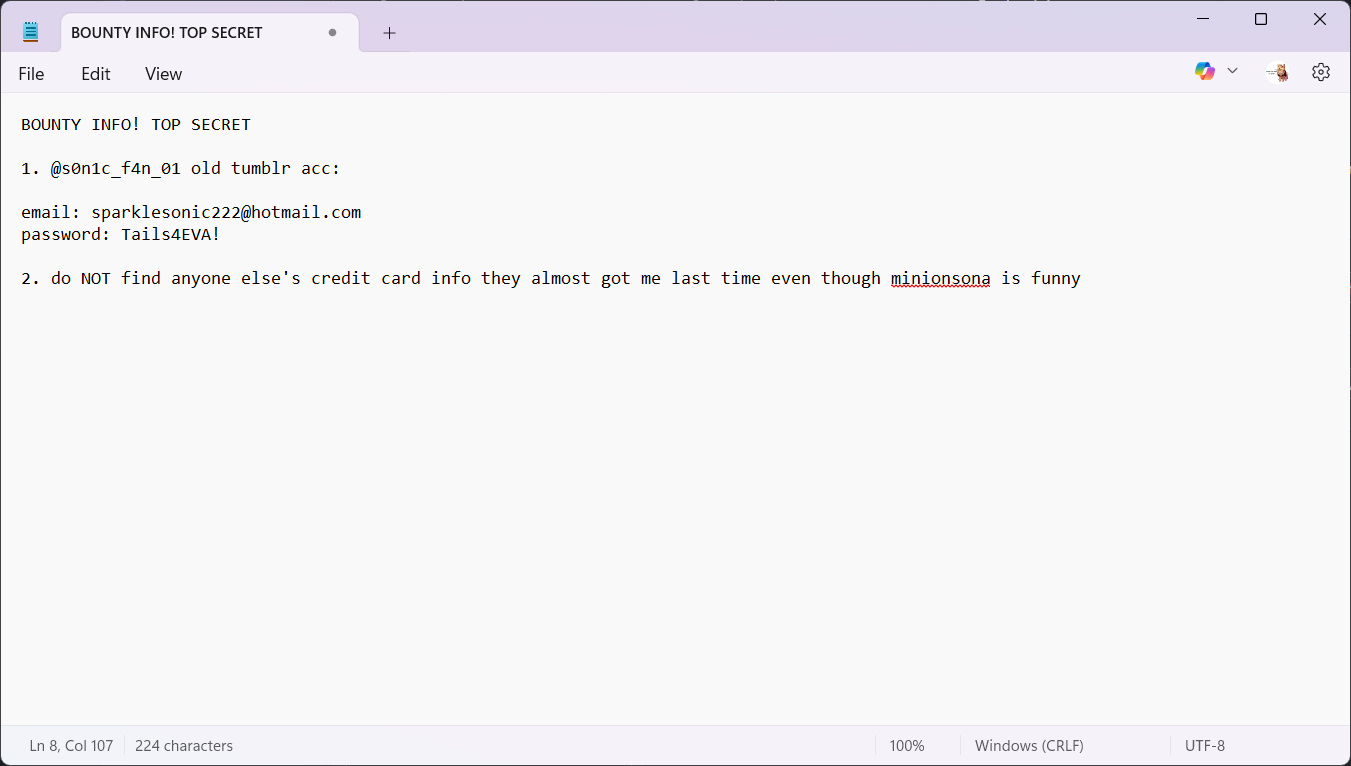 BOUNTY INFO! TOP SECRET
File Edit View
BOUNTY INFO! TOP SECRET
1. @s0n1c_f4n_01 old tumblr acc:
email: sparklesonic222@hotmail.com
password: Tails4EVA!
2. do NOT find anyone else's credit card info they almost got me last time even though minionsona is funny
Ln 8, Col 107 224 characters 100% Windows (CRLF) UTF-8